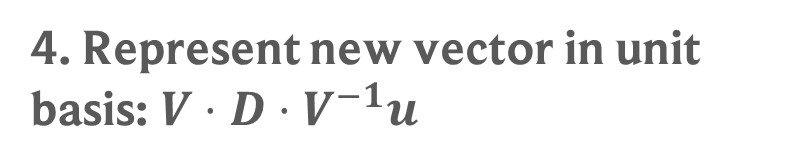 4. Represent new vector in unit
basis: V · D · V⁻¹u